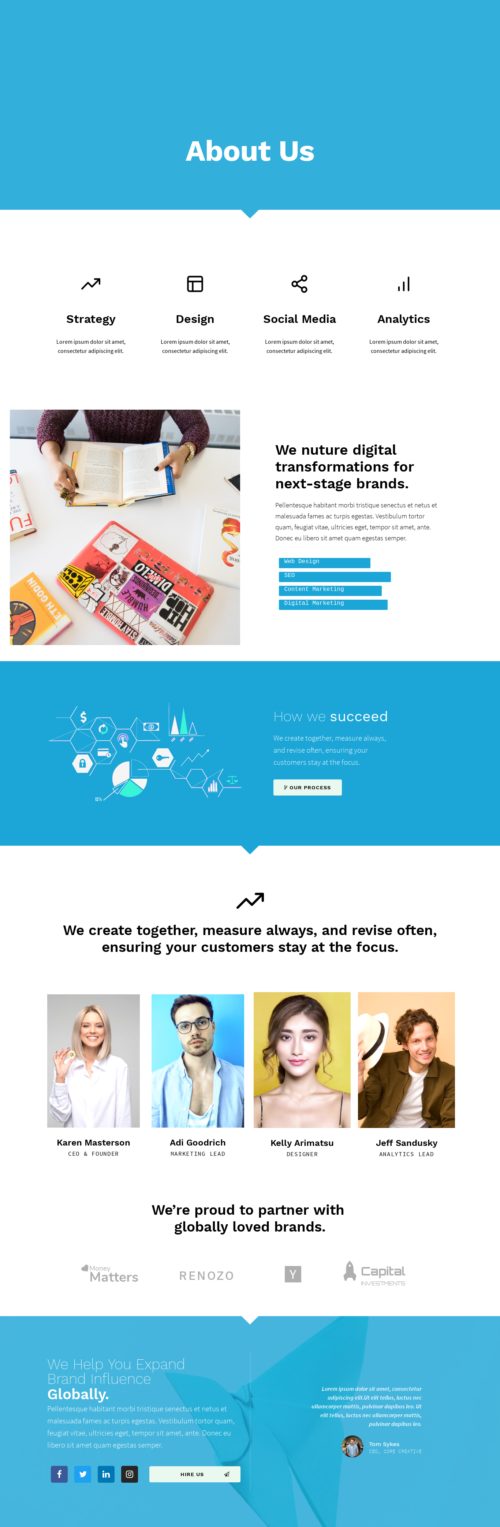 About Us
Strategy
Design
Social Media
Analytics
Lorem ipsum dolor sit amet,
consectetur adipiscing elit.
Lorem ipsum dolor sit amet,
consectetur adipiscing elit.
Lorem ipsum dolor sit amet,
consectetur adipiscing elit.
Lorem ipsum dolor sit amet,
consectetur adipiscing elit.
We nuture digital
transformations for
next-stage brands.
Pellentesque habitant morbi tristique senectus et netus et
malesuada fames ac turpis egestas. Vestibulum tortor
quam, feugiat vitae, ultricies eget, tempor sit amet, ante.
Donec eu libero sit amet quam egestas semper.
Web Design
SEO
Content Marketing
Digital Marketing
How we succeed
We create together, measure always,
and revise often, ensuring your
customers stay at the focus.
OUR PROCESS
We create together, measure always, and revise often,
ensuring your customers stay at the focus.
Karen Masterson
CEO & FOUNDER
Adi Goodrich
MARKETING LEAD
Kelly Arimatsu
DESIGNER
Jeff Sandusky
ANALYTICS LEAD
We're proud to partner with
globally loved brands.
Money
Matters
RENOZO
Y
Capital
INVESTMENTS
We Help You Expand
Brand Influence
Globally.
Pellentesque habitant morbi tristique senectus et netus et
malesuada fames ac turpis egestas. Vestibulum tortor quam,
feugiat vitae, ultricies eget, tempor sit amet, ante. Donec eu
libero sit amet quam egestas semper.
HIRE US
Lorem ipsum dolor sit amet, consectetur
adipiscing elit. Ut elit tellus, luctus nec
ullamcorper mattis, pulvinar dapibus leo. Ut
elit tellus, luctus nec ullamcorper mattis,
pulvinar dapibus leo.
Tom Sykes
CEO, CORE CREATIVE